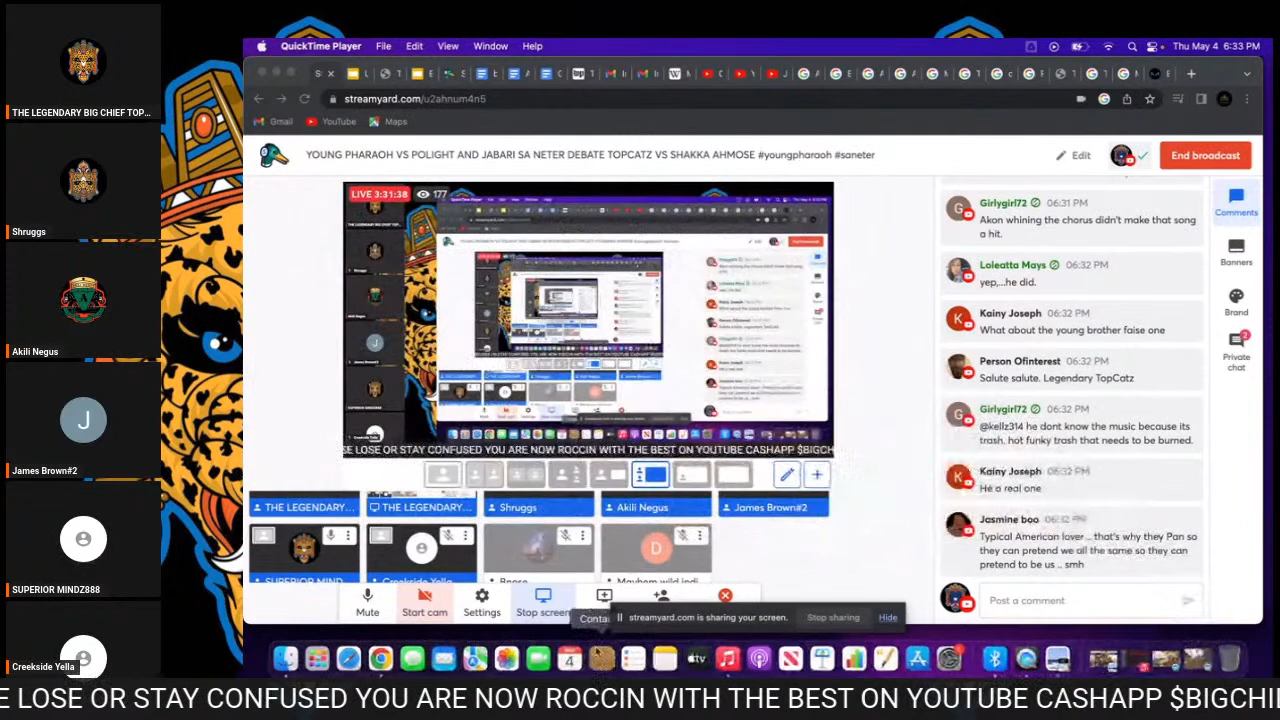 THE LEGENDARY BIG CHIEF TOP...
Shruggs
Akili Negus
J
James Brown#2
SUPERIOR MINDZ888
Creekside Yella
QuickTime Player File Edit View Window Help
Thu May 4 6:33 PM
streamyard.com/u2ahnum4n5
Gmail YouTube Maps
YOUNG PHARAOH VS POLIGHT AND JABARI SA NETER DEBATE TOPCATZ VS SHAKKA AHMOSE #youngpharaoh #saneter
Edit
End broadcast
LIVE 3:31:38 177
SE LOSE OR STAY CONFUSED YOU ARE NOW ROCCIN WITH THE BEST ON YOUTUBE CASHAPP $BIGCH
THE LEGENDARY... THE LEGENDARY... Shruggs Akili Negus James Brown#2
D
SUPERIOR MIND Creekside Yella
Mute
Start cam
Settings
Stop screen
streamyard.com is sharing your screen. Stop sharing Hide
Girlygirl72 06:31 PM
Akon whining the chorus didn't make that song
a hit.
Loleatta Mays 06:32 PM
yep,...he did.
K Kainy Joseph 06:32 PM
What about the young brother faise one
Person Ofinterest 06:32 PM
Salute salute. Legendary TopCatz
G Girlygirl72 06:32 PM
@kellz314 he dont know the music because its
trash. hot funky trash that needs to be burned.
K Kainy Joseph 06:32 PM
He a real one
Jasmine boo 06:32 PM
Typical American lover .. that's why they Pan so
they can pretend we all the same so they can
pretend to be us .. smh
Post a comment
Comments
Banners
Brand
Private
chat
4
E LOSE OR STAY CONFUSED YOU ARE NOW ROCCIN WITH THE BEST ON YOUTUBE CASHAPP $BIGCHI